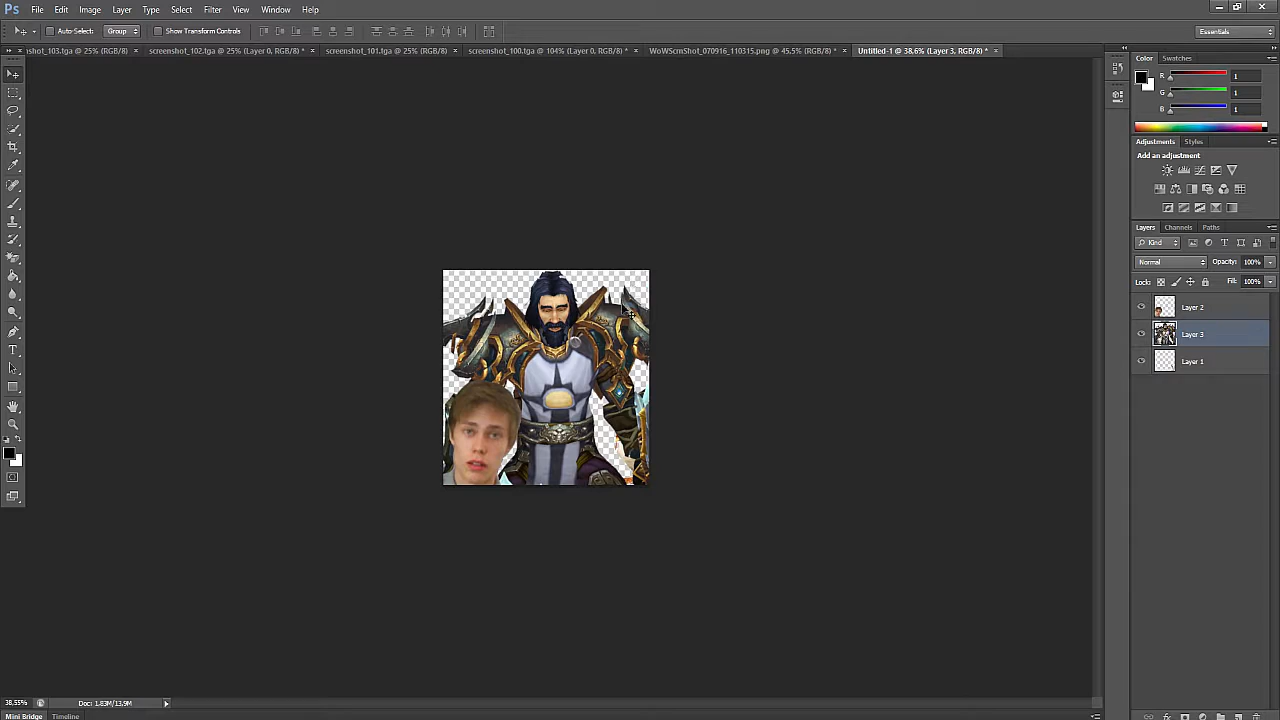 Ps File Edit Image Layer Type Select Filter View Window Help
Auto-Select: Group Show Transform Controls Essentials
shot_103.tga @ 25% (RGB/8) × screenshot_102.tga @ 25% (Layer 0, RGB/8) * × screenshot_101.tga @ 25% (RGB/8) × screenshot_100.tga @ 104% (Layer 0, RGB/8) * × WoWScrnShot_070916_110315.png @ 45,5% (RGB/8) * × Untitled-1 @ 38,6% (Layer 3, RGB/8) * ×
Color Swatches
R 1
G 1
B 1
Adjustments Styles
Add an adjustment
Layers Channels Paths
Kind
Normal Opacity: 100%
Lock: Fill: 100%
Layer 2
Layer 3
Layer 1
38,55% Doc: 1,83M/13,9M
Mini Bridge Timeline